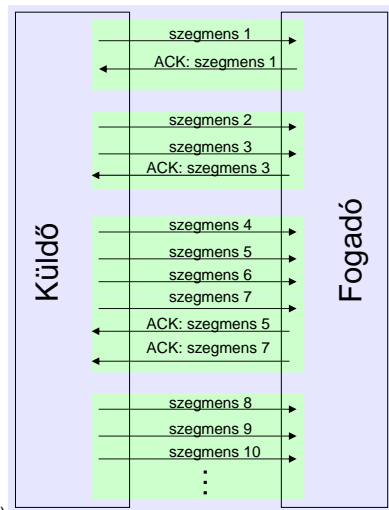 szegmens 1
ACK: szegmens 1
szegmens 2
szegmens 3
ACK: szegmens 3
szegmens 4
szegmens 5
szegmens 6
szegmens 7
ACK: szegmens 5
ACK: szegmens 7
szegmens 8
szegmens 9
szegmens 10
Küldő
Fogadó